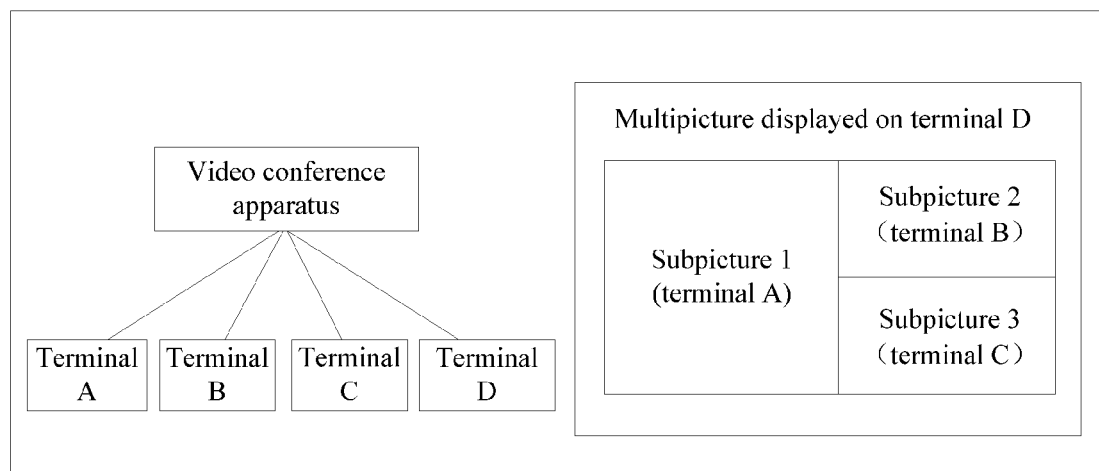 Video conference
apparatus
Terminal
A
Terminal
B
Terminal
C
Terminal
D
Multipicture displayed on terminal D
Subpicture 1
(terminal A)
Subpicture 2
（terminal B）
Subpicture 3
（terminal C）